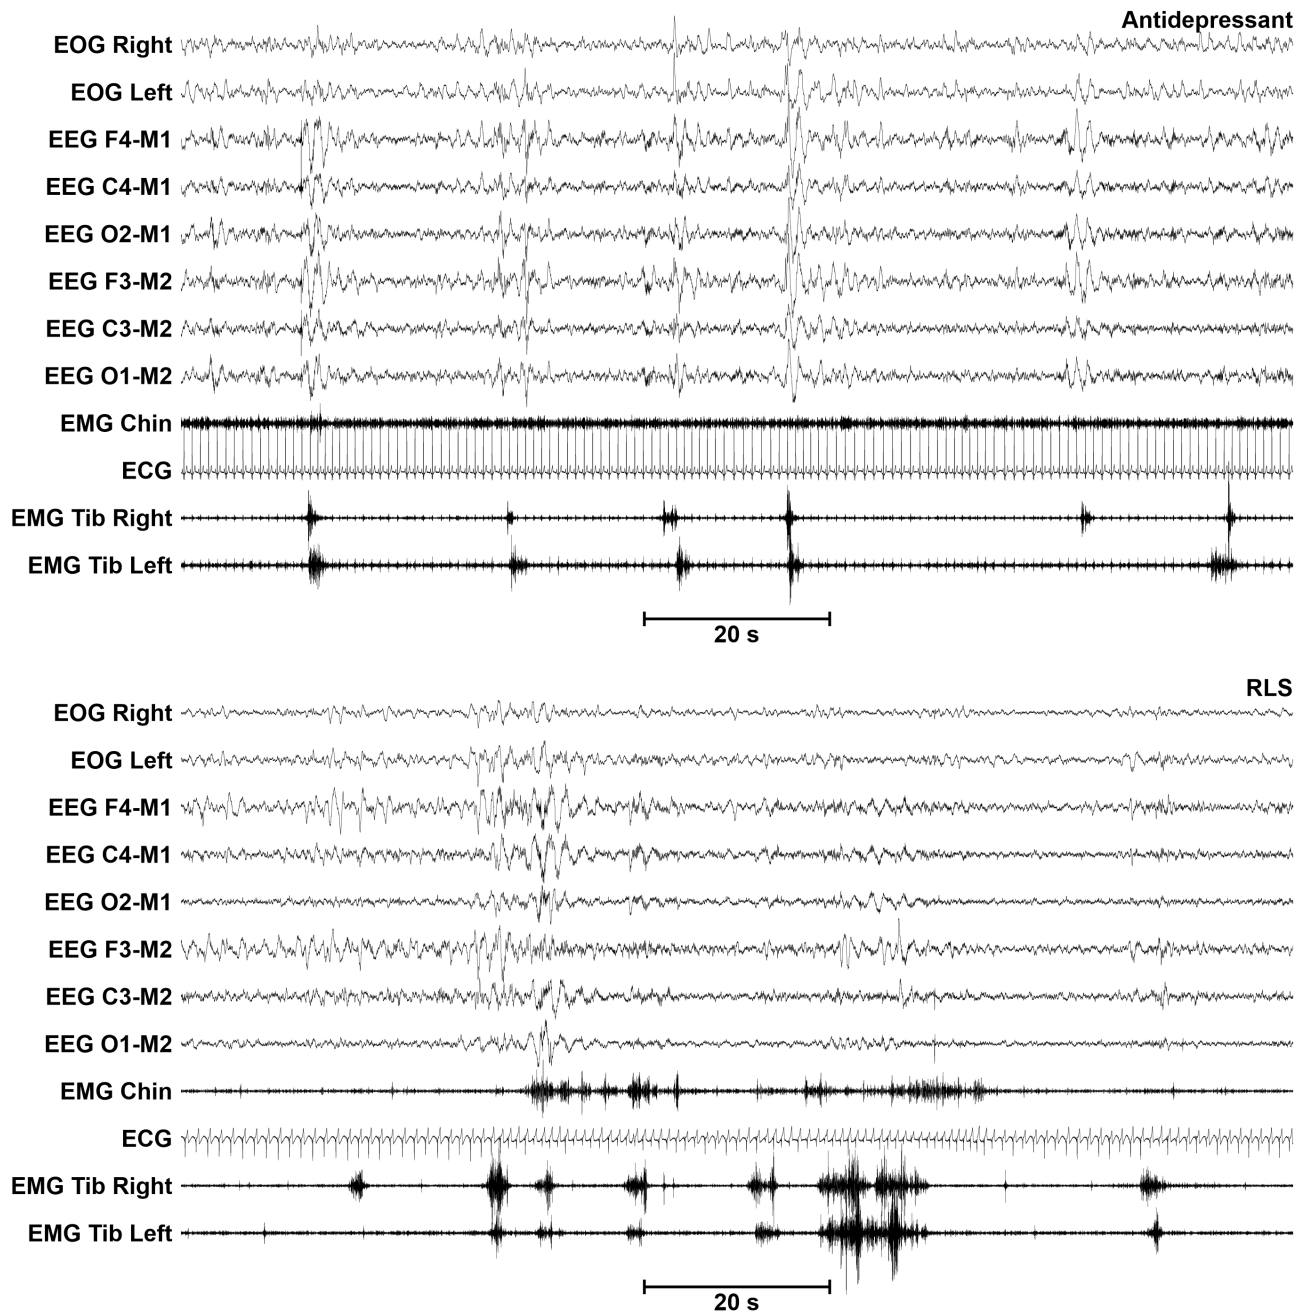 Antidepressant
EOG Right
EOG Left
EEG F4-M1
EEG C4-M1
EEG O2-M1
EEG F3-M2
EEG C3-M2
EEG O1-M2
EMG Chin
ECG
EMG Tib Right
EMG Tib Left
20 s
RLS
EOG Right
EOG Left
EEG F4-M1
EEG C4-M1
EEG O2-M1
EEG F3-M2
EEG C3-M2
EEG O1-M2
EMG Chin
ECG
EMG Tib Right
EMG Tib Left
20 s